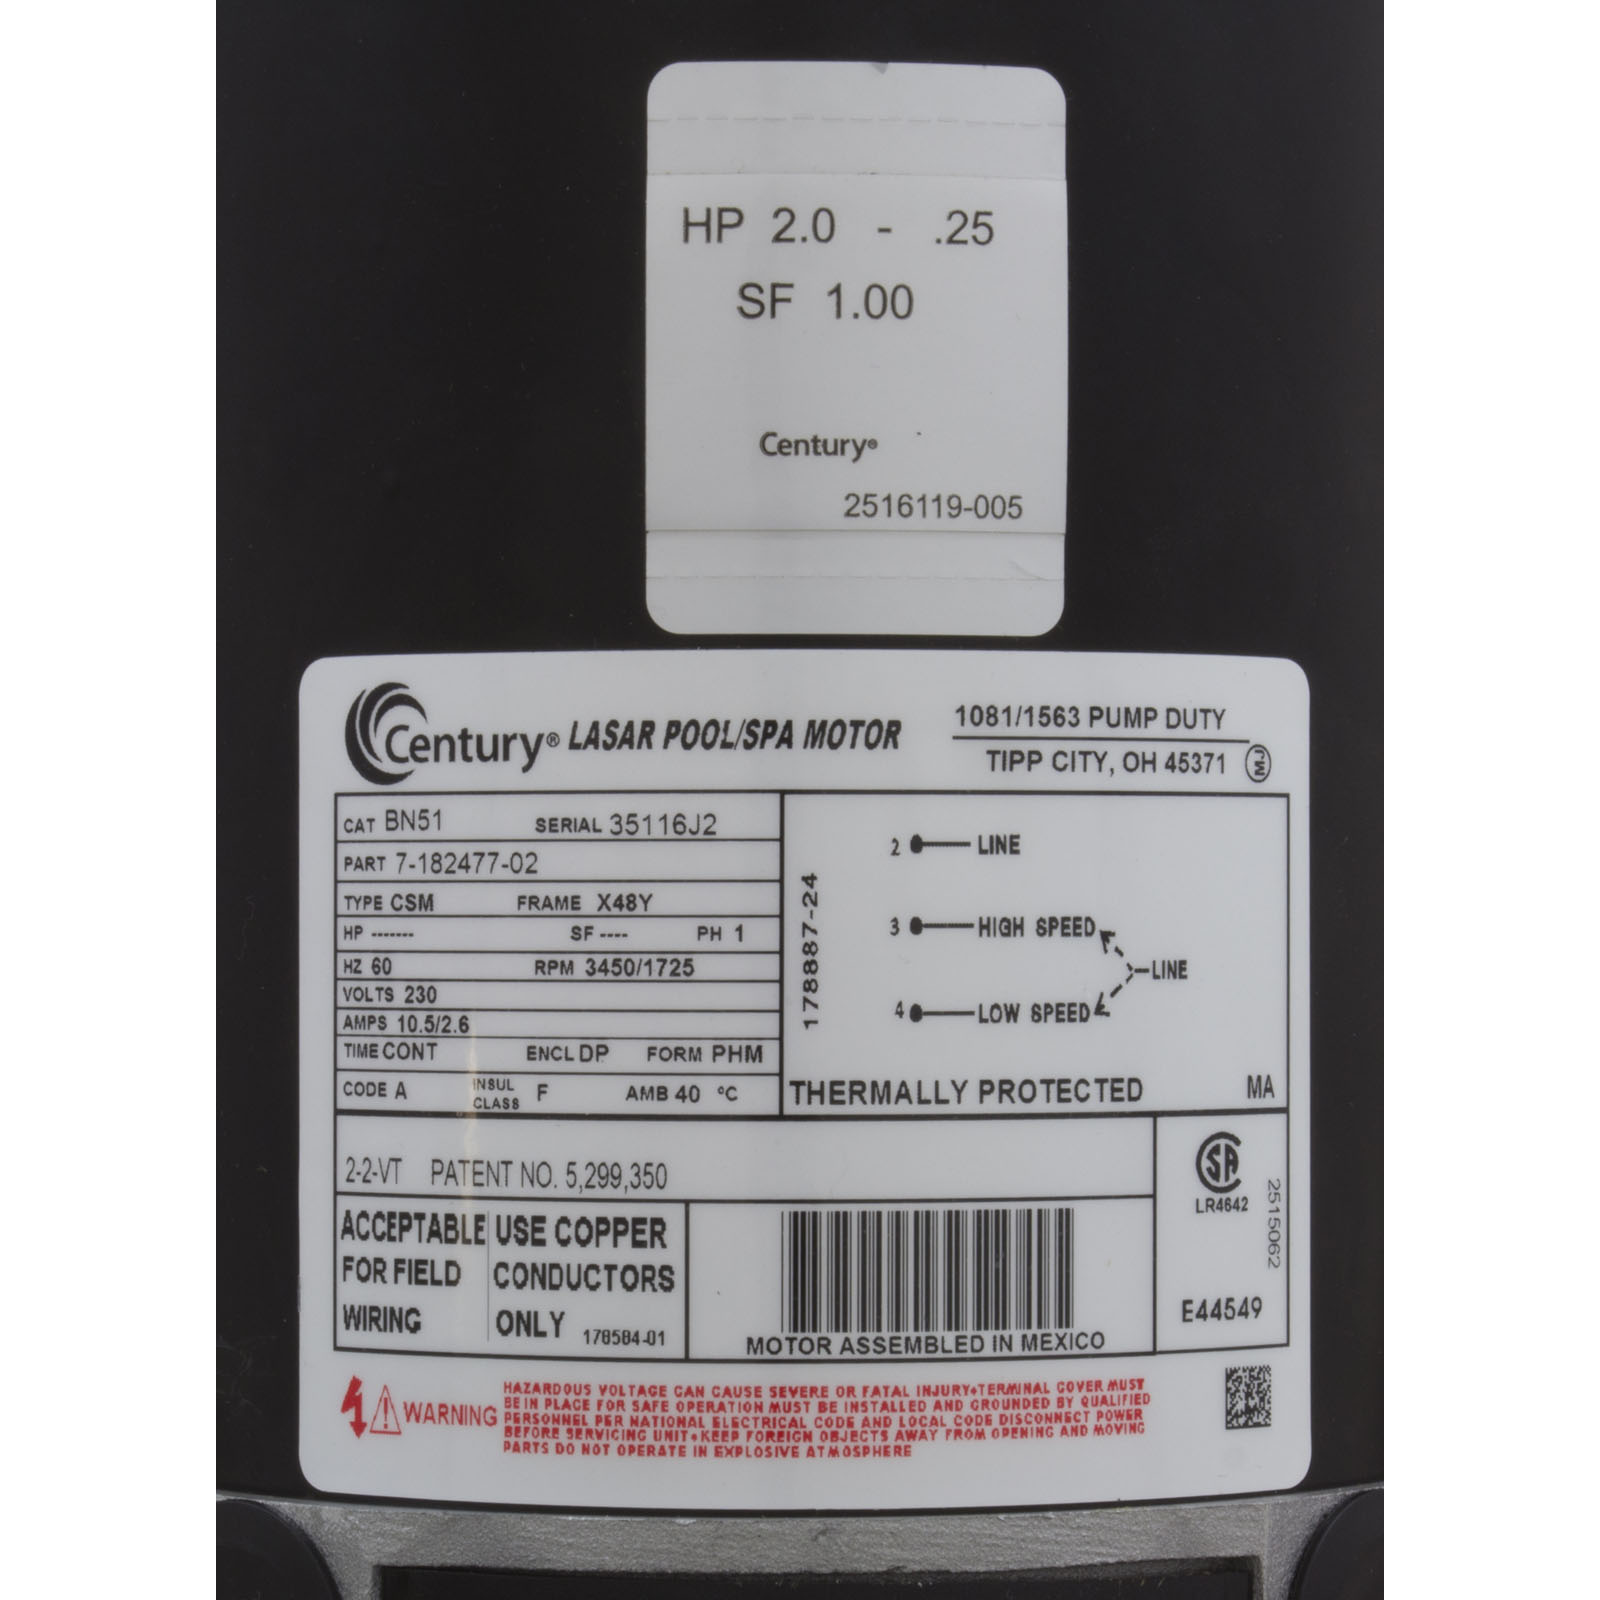 HP 2.0 - .25
SF 1.00
Century®
2516119-005
Century® LASAR POOL/SPA MOTOR
1081/1563 PUMP DUTY
TIPP CITY, OH 45371 MJ
CAT BN51 SERIAL 35116J2
PART 7-182477-02
TYPE CSM FRAME X48Y
HP ------- SF ---- PH 1
HZ 60 RPM 3450/1725
VOLTS 230
AMPS 10.5/2.6
TIME CONT ENCL DP FORM PHM
CODE A INSUL CLASS F AMB 40 °C
178887-24
2 LINE
3 HIGH SPEED
LINE
4 LOW SPEED
THERMALLY PROTECTED MA
2-2-VT PATENT NO. 5,299,350
SA
LR4642
2515062
E44549
ACCEPTABLE
FOR FIELD
WIRING
USE COPPER
CONDUCTORS
ONLY 178584-01
MOTOR ASSEMBLED IN MEXICO
WARNING
HAZARDOUS VOLTAGE CAN CAUSE SEVERE OR FATAL INJURY•TERMINAL COVER MUST
BE IN PLACE FOR SAFE OPERATION MUST BE INSTALLED AND GROUNDED BY QUALIFIED
PERSONNEL PER NATIONAL ELECTRICAL CODE AND LOCAL CODE DISCONNECT POWER
BEFORE SERVICING UNIT•KEEP FOREIGN OBJECTS AWAY FROM OPENING AND MOVING
PARTS DO NOT OPERATE IN EXPLOSIVE ATMOSPHERE